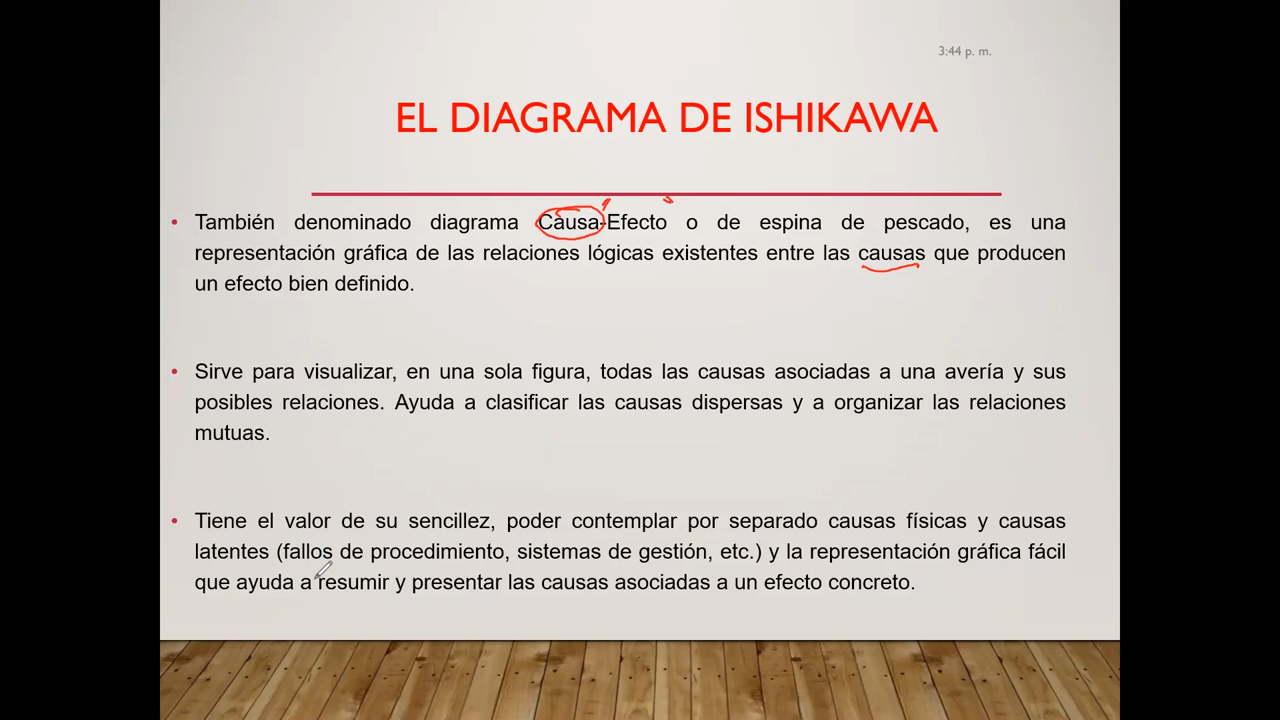 3:44 p. m.
EL DIAGRAMA DE ISHIKAWA
• También denominado diagrama Causa-Efecto o de espina de pescado, es una
representación gráfica de las relaciones lógicas existentes entre las causas que producen
un efecto bien definido.
• Sirve para visualizar, en una sola figura, todas las causas asociadas a una avería y sus
posibles relaciones. Ayuda a clasificar las causas dispersas y a organizar las relaciones
mutuas.
• Tiene el valor de su sencillez, poder contemplar por separado causas físicas y causas
latentes (fallos de procedimiento, sistemas de gestión, etc.) y la representación gráfica fácil
que ayuda a resumir y presentar las causas asociadas a un efecto concreto.